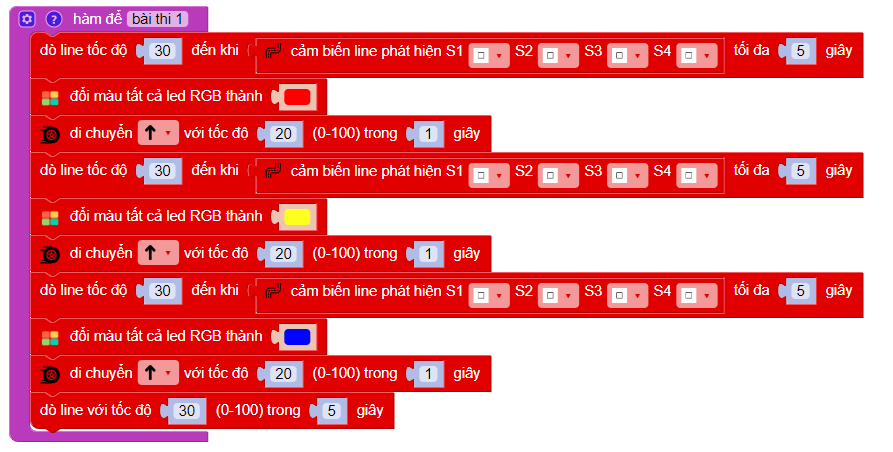 hàm để bài thi 1
dò line tốc độ 30 đến khi cảm biến line phát hiện S1 S2 S3 S4 tối đa 5 giây
đổi màu tất cả led RGB thành
di chuyển với tốc độ 20 (0-100) trong 1 giây
dò line tốc độ 30 đến khi cảm biến line phát hiện S1 S2 S3 S4 tối đa 5 giây
đổi màu tất cả led RGB thành
di chuyển với tốc độ 20 (0-100) trong 1 giây
dò line tốc độ 30 đến khi cảm biến line phát hiện S1 S2 S3 S4 tối đa 5 giây
đổi màu tất cả led RGB thành
di chuyển với tốc độ 20 (0-100) trong 1 giây
dò line với tốc độ 30 (0-100) trong 5 giây